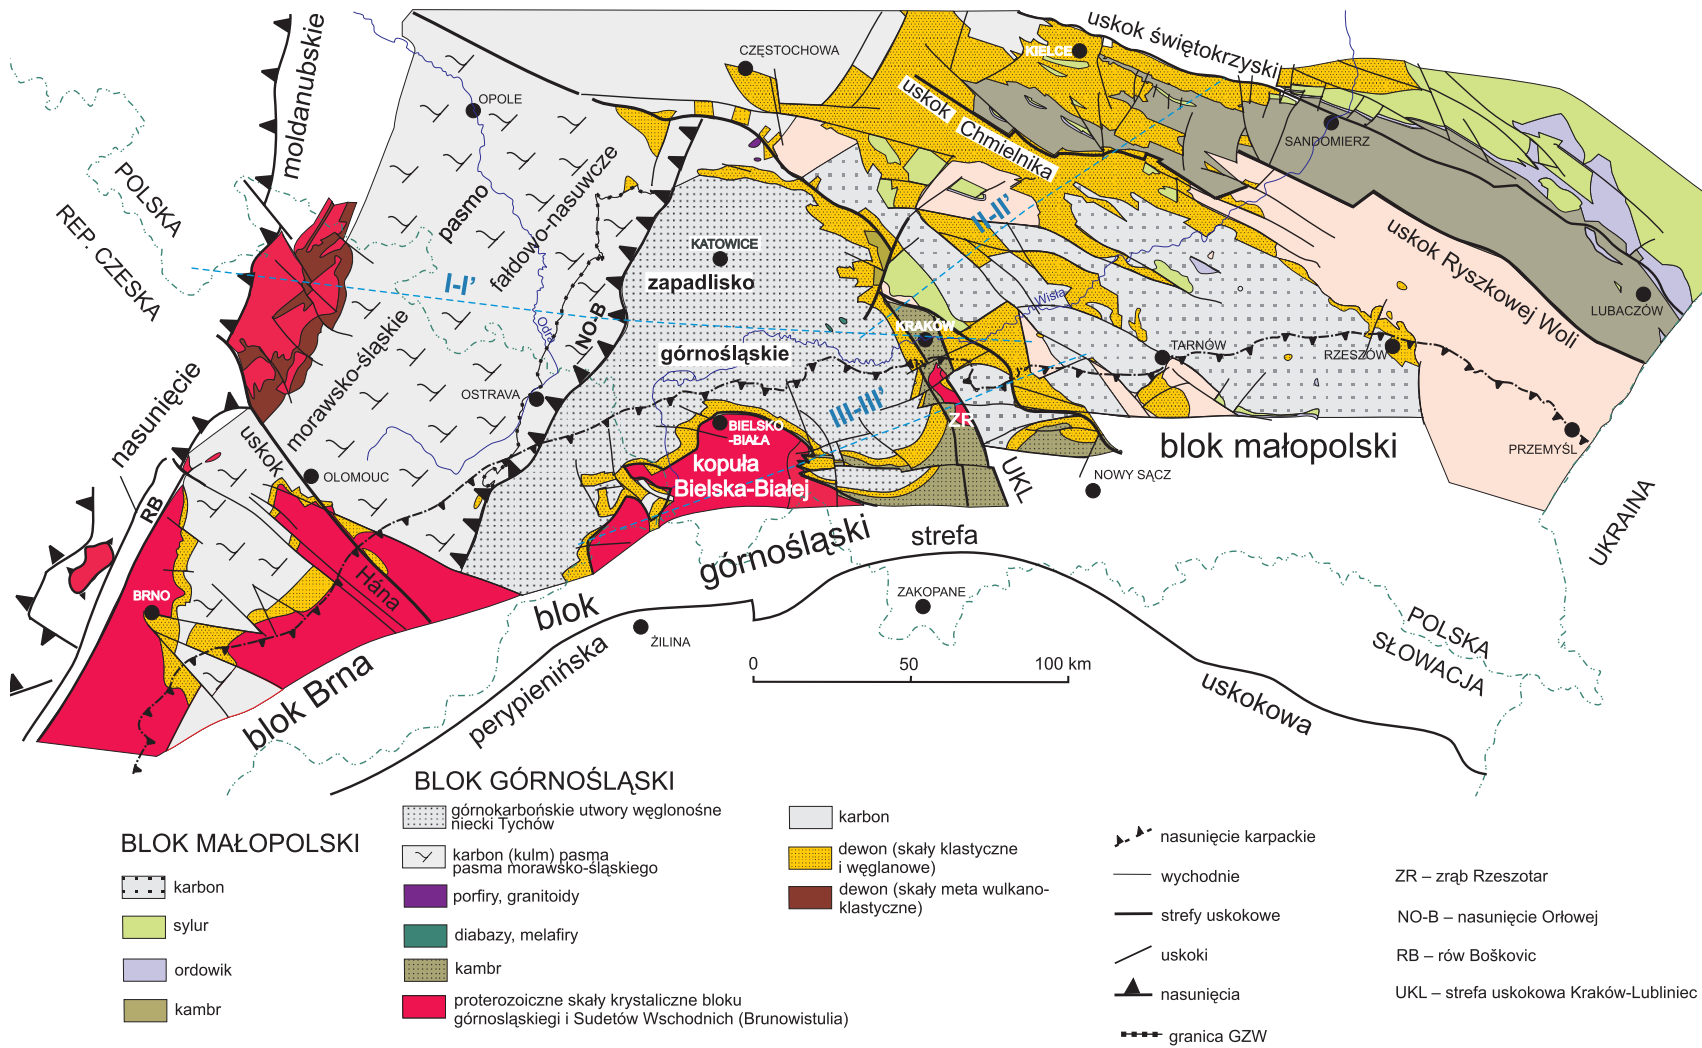 uskok świętokrzyski
CZĘSTOCHOWA
KIELCE
moldanubskie
OPOLE
uskok Chmielnika
SANDOMIERZ
POLSKA
REP. CZESKA
pasmo
fałdowo-nasuwcze
morawsko-śląskie
II-II'
uskok Ryszkowej Woli
KATOWICE
zapadlisko
I-I'
NO-B
Odra
Wisła
LUBACZÓW
KRAKÓW
górnośląskie
TARNÓW
RZESZÓW
nasunięcie
OSTRAVA
III-III'
BIELSKO
-BIAŁA
ZR
blok małopolski
PRZEMYŚL
uskok
Hána
OLOMOUC
kopuła
Bielska-Białej
UKL
NOWY SĄCZ
RB
UKRAINA
blok
górnośląski
strefa
BRNO
ZAKOPANE
POLSKA
SŁOWACJA
ŻILINA
blok Brna
perypienińska
uskokowa
0
50
100 km
BLOK GÓRNOŚLĄSKI
górnokarbońskie utwory węglonośne
niecki Tychów
karbon (kulm) pasma
pasma morawsko-śląskiego
porfiry, granitoidy
diabazy, melafiry
kambr
proterozoiczne skały krystaliczne bloku
górnosląskiegi i Sudetów Wschodnich (Brunowistulia)
karbon
dewon (skały klastyczne
i węglanowe)
dewon (skały meta wulkano-
klastyczne)
BLOK MAŁOPOLSKI
karbon
sylur
ordowik
kambr
nasunięcie karpackie
wychodnie
strefy uskokowe
uskoki
nasunięcia
granica GZW
ZR – zrąb Rzeszotar
NO-B – nasunięcie Orłowej
RB – rów Boškovic
UKL – strefa uskokowa Kraków-Lubliniec